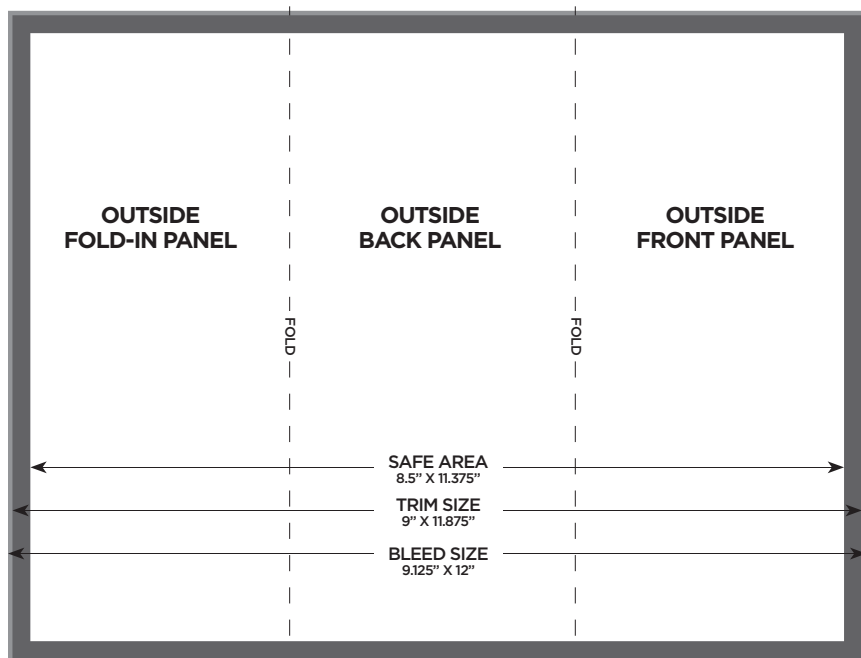 OUTSIDE
FOLD-IN PANEL
OUTSIDE
BACK PANEL
OUTSIDE
FRONT PANEL
FOLD
FOLD
SAFE AREA
8.5” X 11.375”
TRIM SIZE
9” X 11.875”
BLEED SIZE
9.125” X 12”